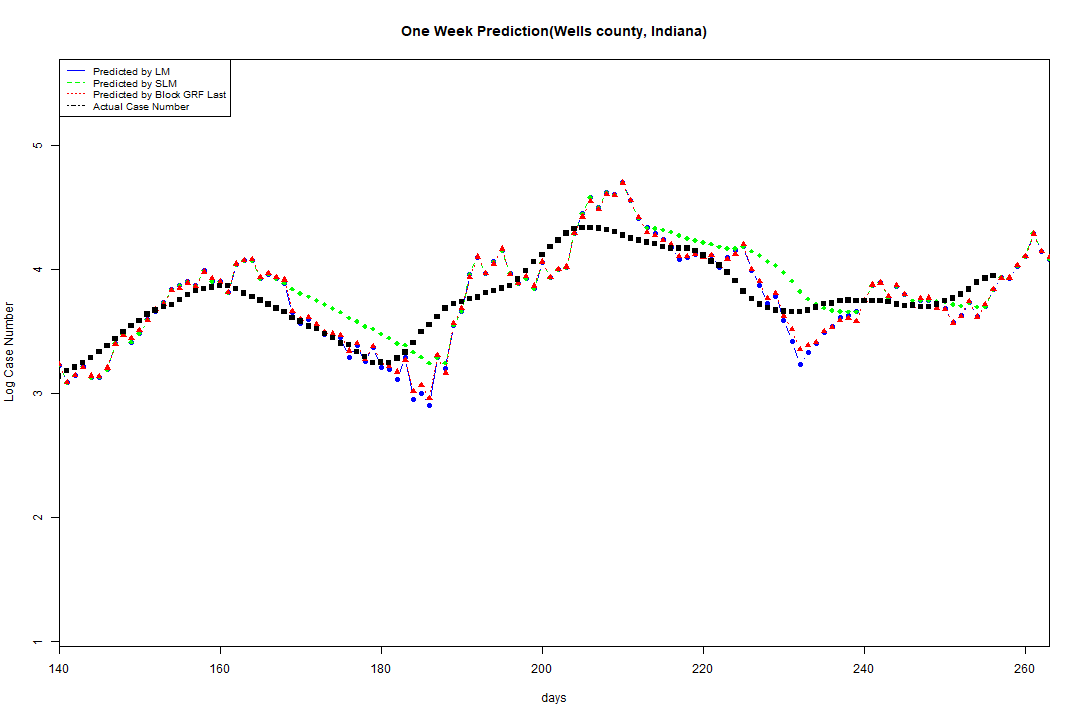 One Week Prediction(Wells county, Indiana)
Predicted by LM
Predicted by SLM
Predicted by Block GRF Last
Actual Case Number
5
4
3
2
1
Log Case Number
140 160 180 200 220 240 260
days